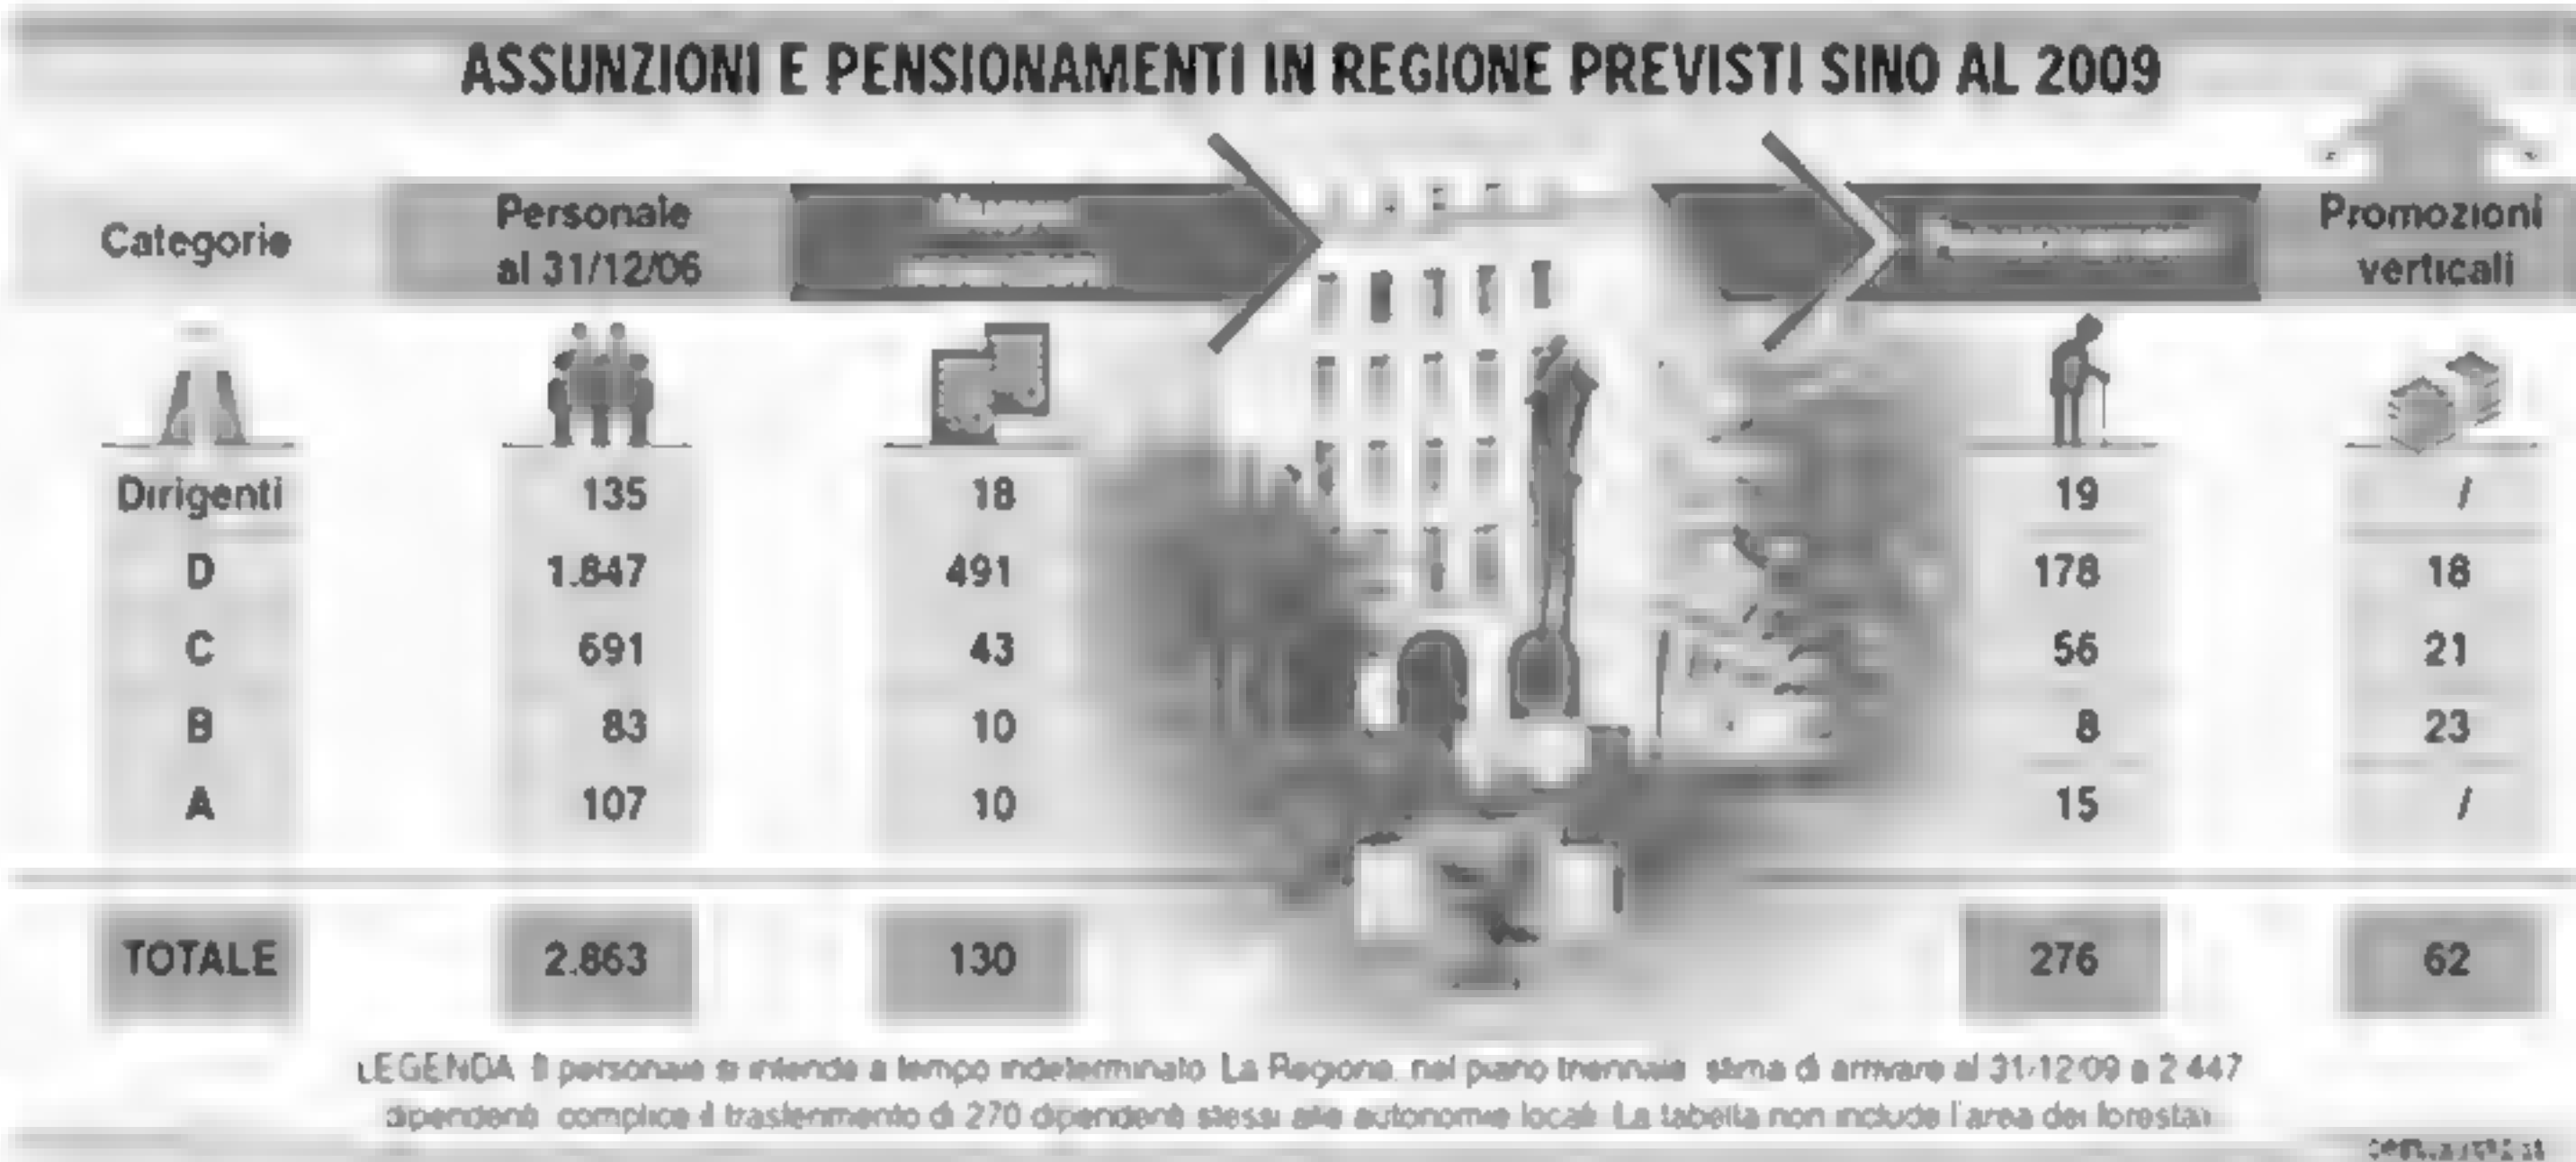 ASSUNZIONI E PENSIONAMENTI IN REGIONE PREVISTI SINO AL 2009
Categorie
Personale
al 31/12/06
Promozioni
verticali
Dirigenti 135 18 19 /
D 1.847 491 178 18
C 691 43 56 21
B 83 10 8 23
A 107 10 15 /
TOTALE 2.863 130 276 62
LEGENDA Il personale si intende a tempo indeterminato La Regione, nel piano triennale stima di arrivare al 31/12/09 a 2 447
dipendenti complice il trasferimento di 270 dipendenti stessi alle autonomie locali La tabella non include l'area dei forestali